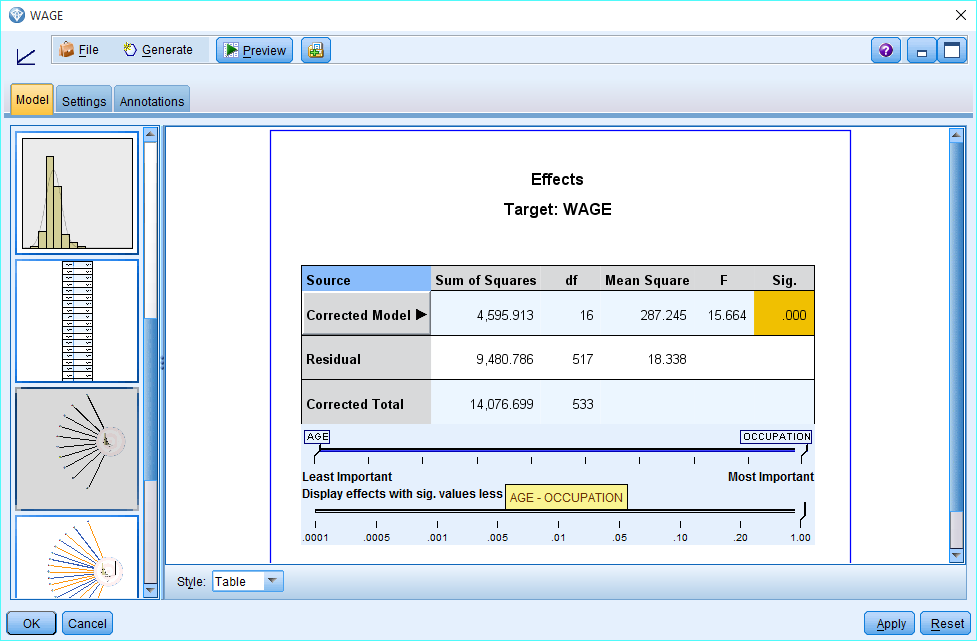 WAGE
File Generate Preview
Model Settings Annotations
Effects
Target: WAGE
Source Sum of Squares df Mean Square F Sig.
Corrected Model 4,595.913 16 287.245 15.664 .000
Residual 9,480.786 517 18.338
Corrected Total 14,076.699 533
AGE OCCUPATION
Least Important Most Important
Display effects with sig. values less AGE - OCCUPATION
.0001 .0005 .001 .005 .01 .05 .10 .20 1.00
Style: Table
OK Cancel Apply Reset